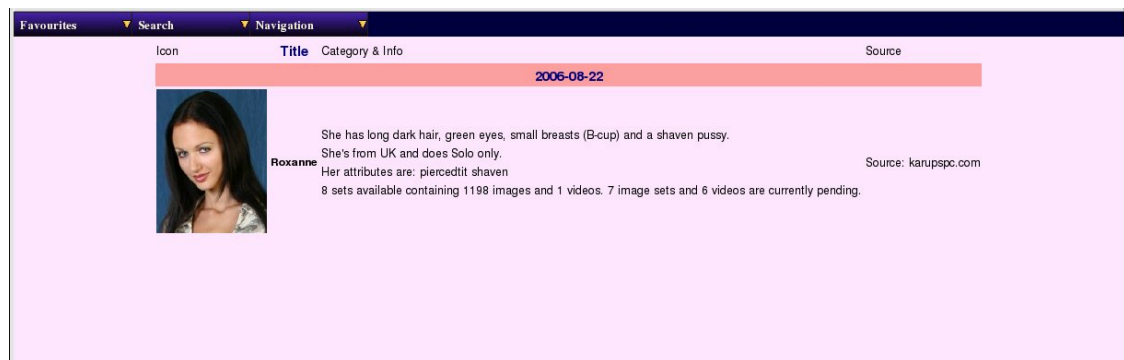 Favourites Search Navigation
Icon Title Category & Info Source
2006-08-22
She has long dark hair, green eyes, small breasts (B-cup) and a shaven pussy.
She's from UK and does Solo only.
Roxanne Source: karupspc.com
Her attributes are: piercedtit shaven
8 sets available containing 1198 images and 1 videos. 7 image sets and 6 videos are currently pending.